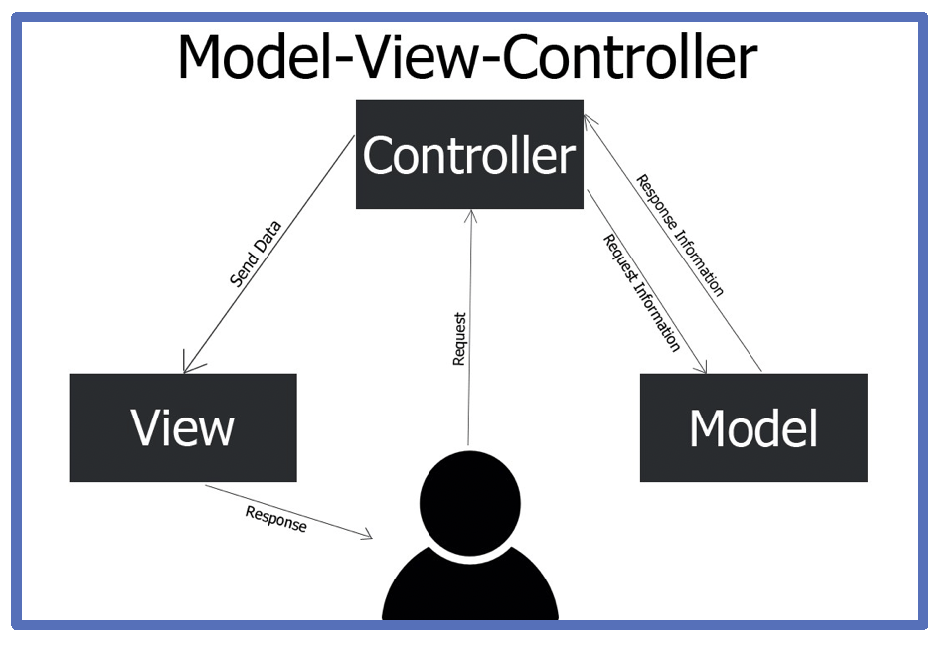 Model-View-Controller
Controller
Send Data
Request
Request Information
Response Information
View
Model
Response